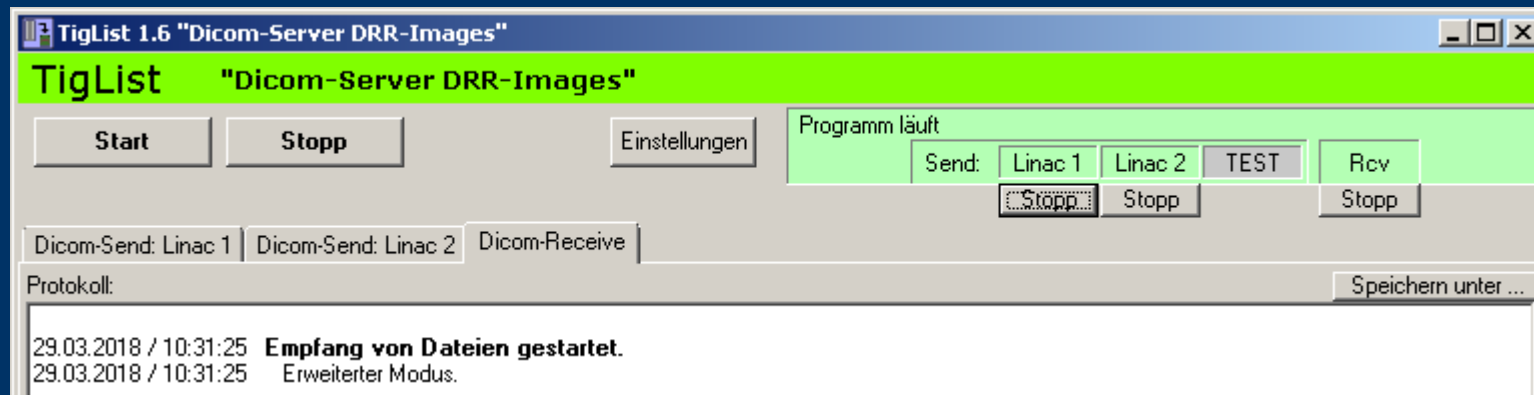 TigList 1.6 "Dicom-Server DRR-Images"
TigList "Dicom-Server DRR-Images"
Start Stopp Einstellungen
Programm läuft
Send: Linac 1 Linac 2 TEST Rcv
Stopp Stopp Stopp
Dicom-Send: Linac 1 Dicom-Send: Linac 2 Dicom-Receive
Protokoll: Speichern unter ...
29.03.2018 / 10:31:25 Empfang von Dateien gestartet.
29.03.2018 / 10:31:25 Erweiterter Modus.